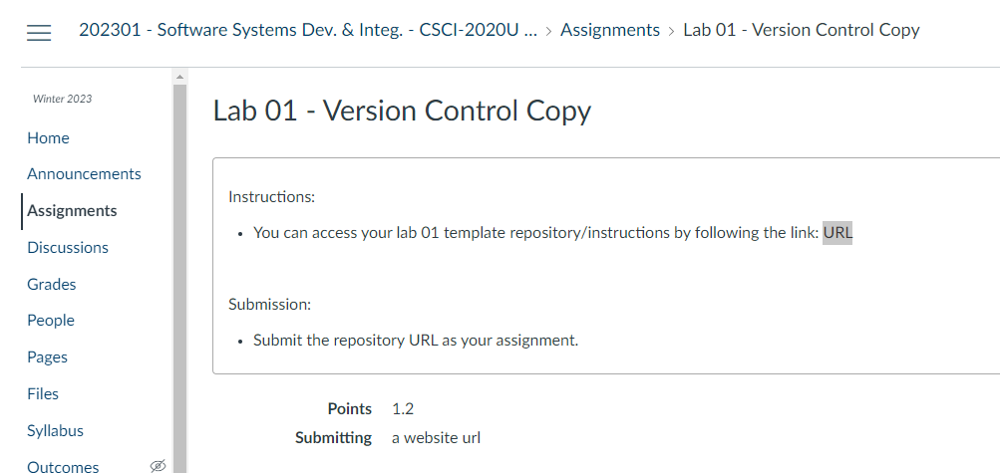 202301 - Software Systems Dev. & Integ. - CSCI-2020U ... > Assignments > Lab 01 - Version Control Copy
Winter 2023
Home
Announcements
Assignments
Discussions
Grades
People
Pages
Files
Syllabus
Outcomes
Lab 01 - Version Control Copy
Instructions:
• You can access your lab 01 template repository/instructions by following the link: URL
Submission:
• Submit the repository URL as your assignment.
Points 1.2
Submitting a website url